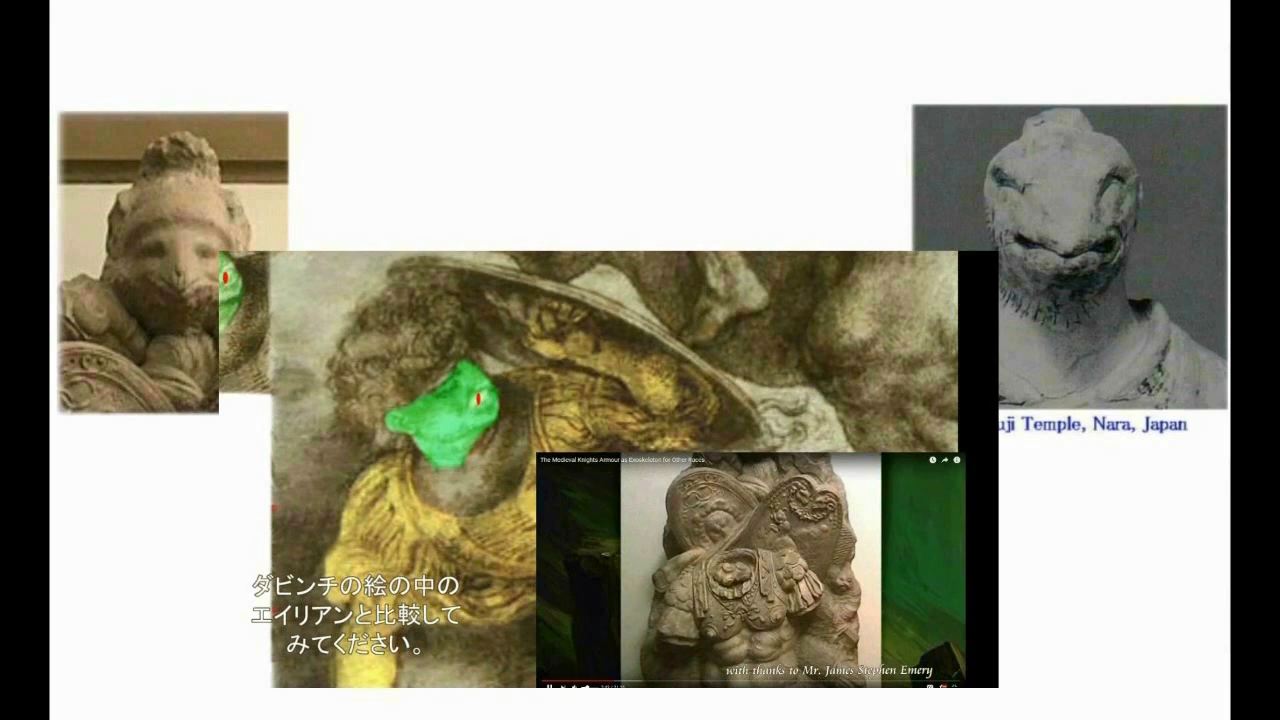 uji Temple, Nara, Japan
The Medieval Knights Armour as Exoskeleton for Other Races
ダビンチの絵の中の
エイリアンと比較して
みてください。
with thanks to Mr. James Stephen Emery